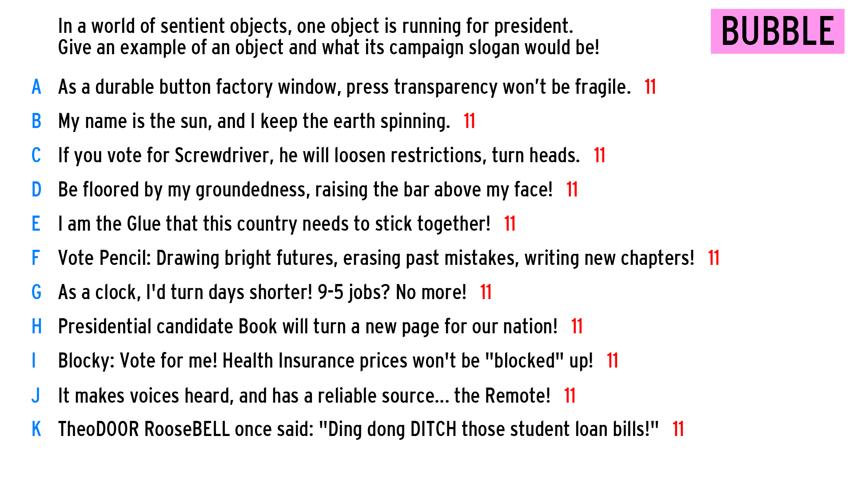 In a world of sentient objects, one object is running for president.
Give an example of an object and what its campaign slogan would be!
BUBBLE
A As a durable button factory window, press transparency won't be fragile. 11
B My name is the sun, and I keep the earth spinning. 11
C If you vote for Screwdriver, he will loosen restrictions, turn heads. 11
D Be floored by my groundedness, raising the bar above my face! 11
E I am the Glue that this country needs to stick together! 11
F Vote Pencil: Drawing bright futures, erasing past mistakes, writing new chapters! 11
G As a clock, I'd turn days shorter! 9-5 jobs? No more! 11
H Presidential candidate Book will turn a new page for our nation! 11
I Blocky: Vote for me! Health Insurance prices won't be "blocked" up! 11
J It makes voices heard, and has a reliable source... the Remote! 11
K TheoDOOR RooseBELL once said: "Ding dong DITCH those student loan bills!" 11